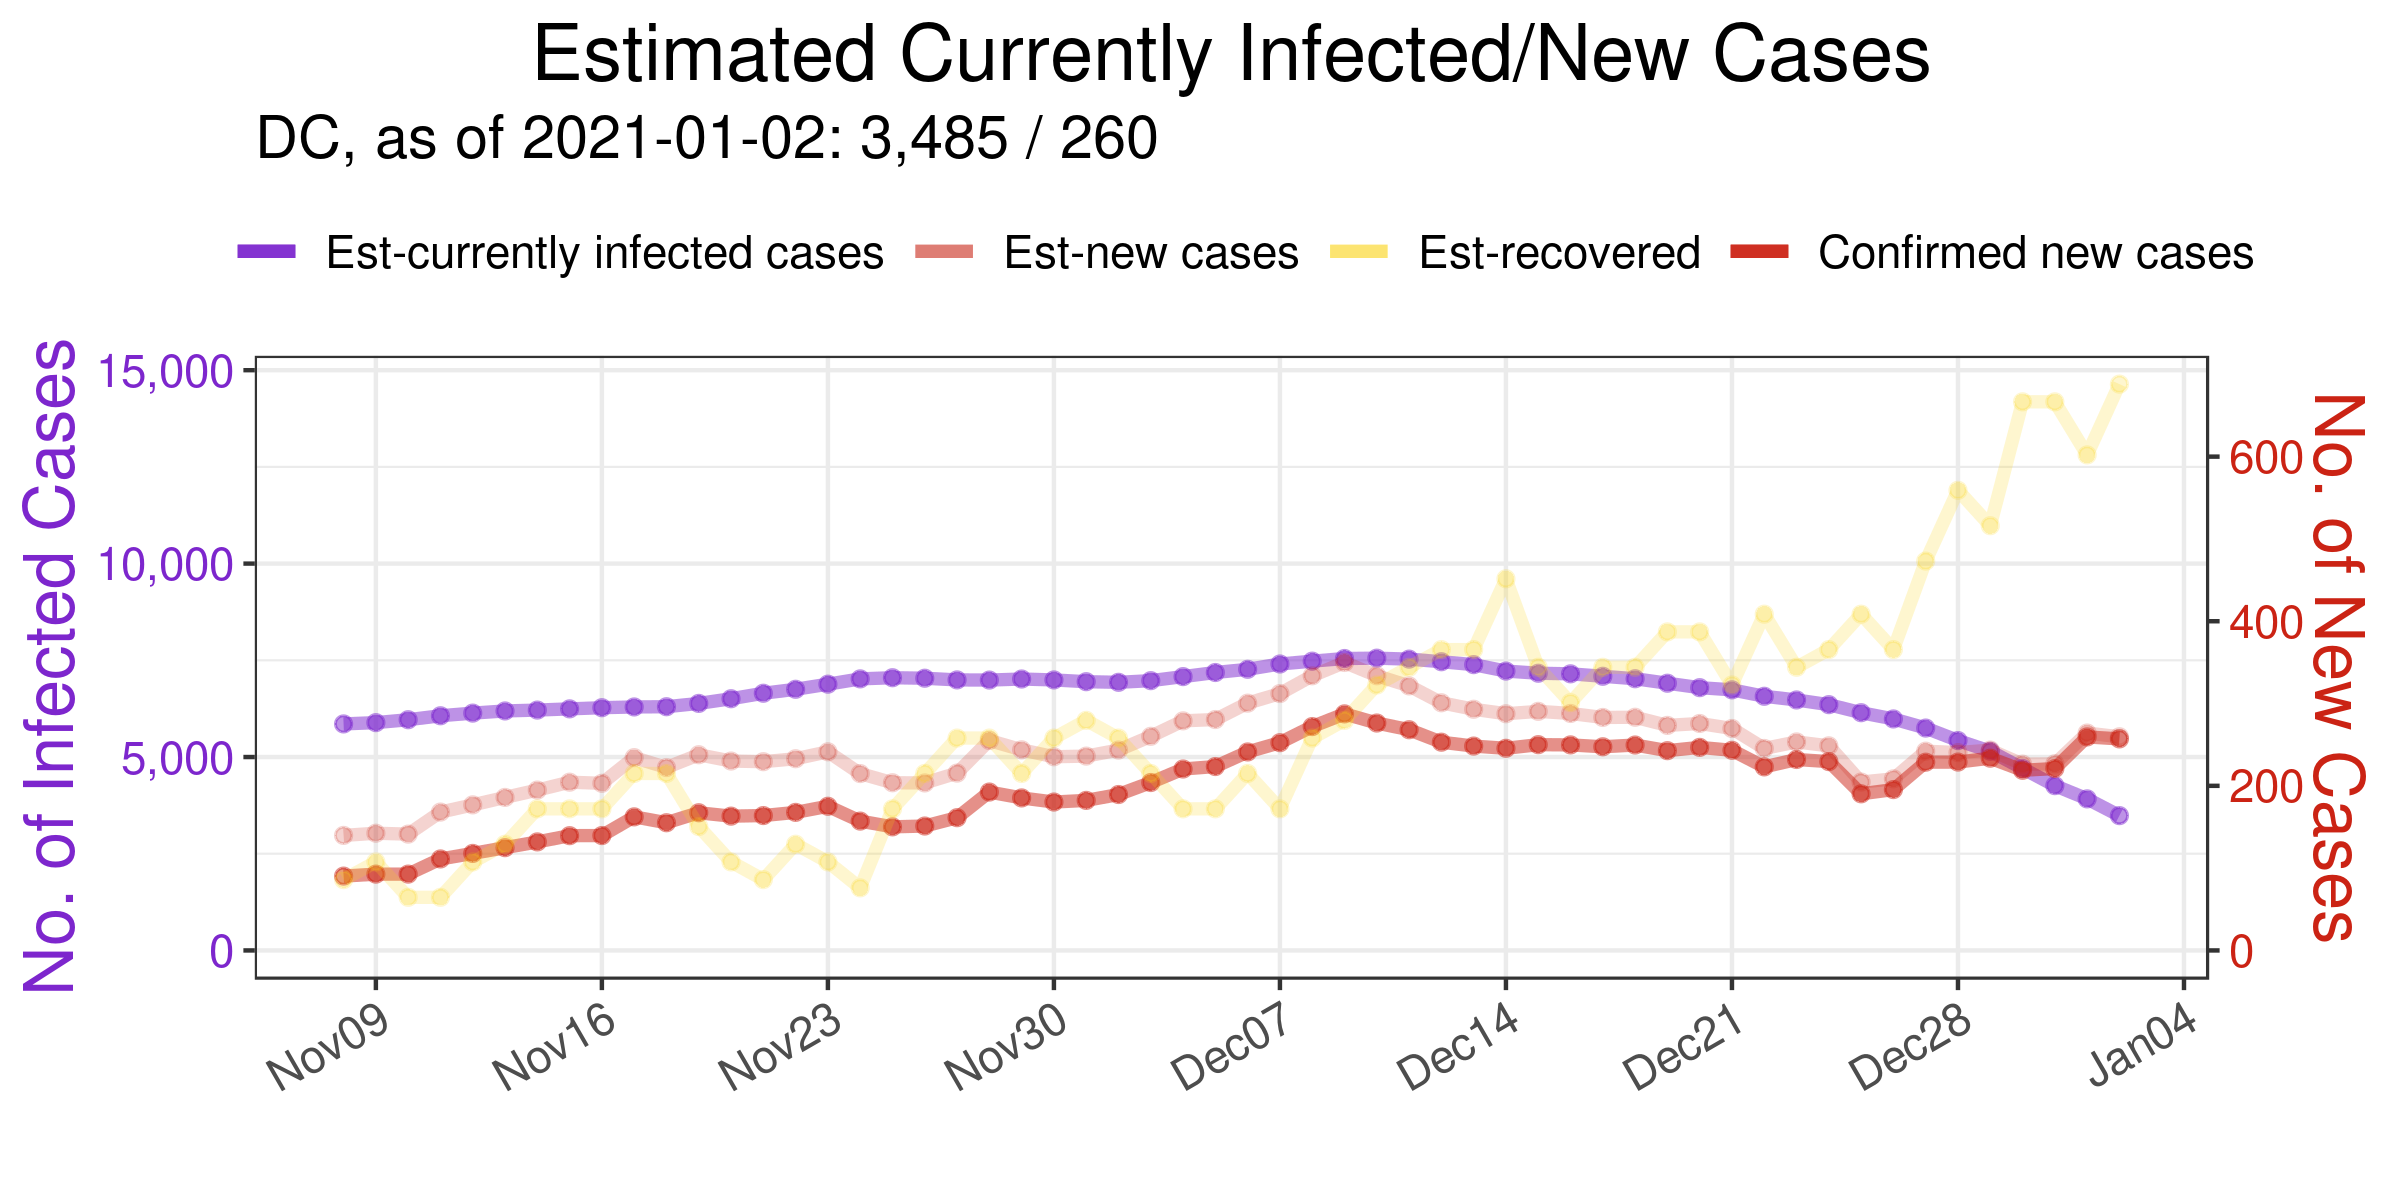 Estimated Currently Infected/New Cases
DC, as of 2021-01-02: 3,485 / 260
Est-currently infected cases Est-new cases Est-recovered Confirmed new cases
No. of Infected Cases
15,000
10,000
5,000
0
600
400
200
0
No. of New Cases
Nov09 Nov16 Nov23 Nov30 Dec07 Dec14 Dec21 Dec28 Jan04